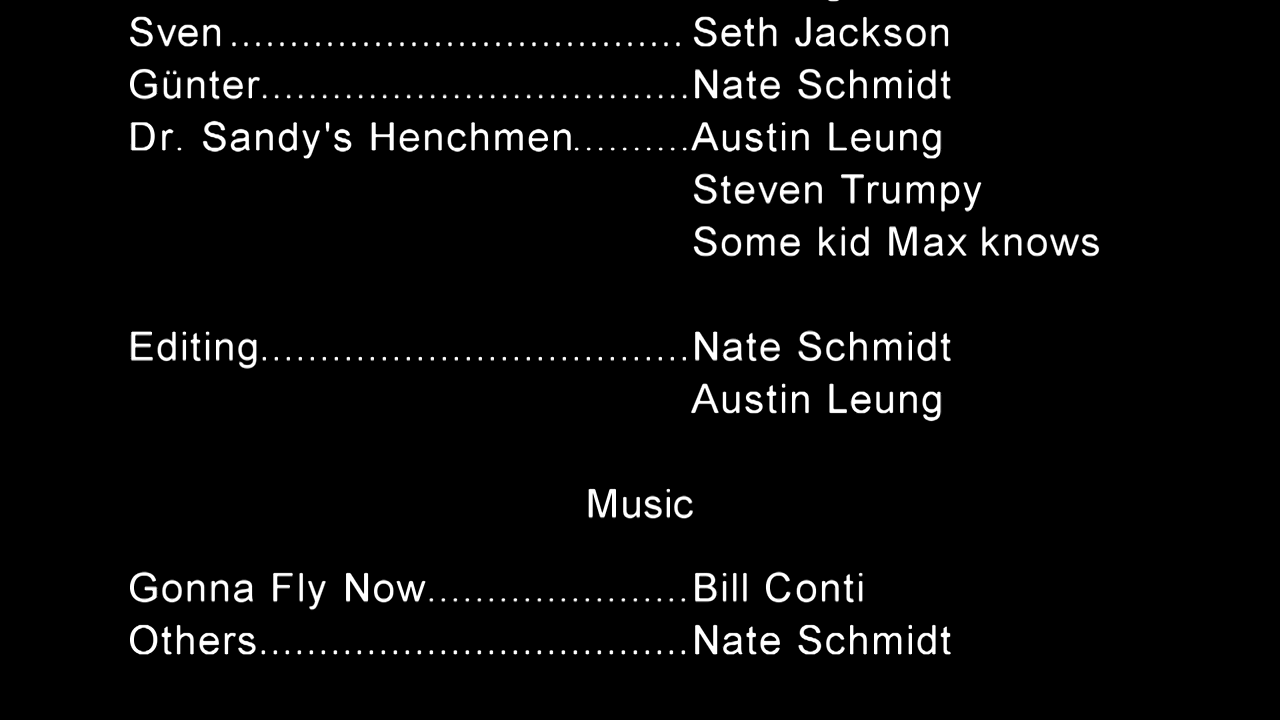 Sven...................................... Seth Jackson
Günter....................................Nate Schmidt
Dr. Sandy's Henchmen..........Austin Leung
Steven Trumpy
Some kid Max knows
Editing....................................Nate Schmidt
Austin Leung
Music
Gonna Fly Now......................Bill Conti
Others....................................Nate Schmidt